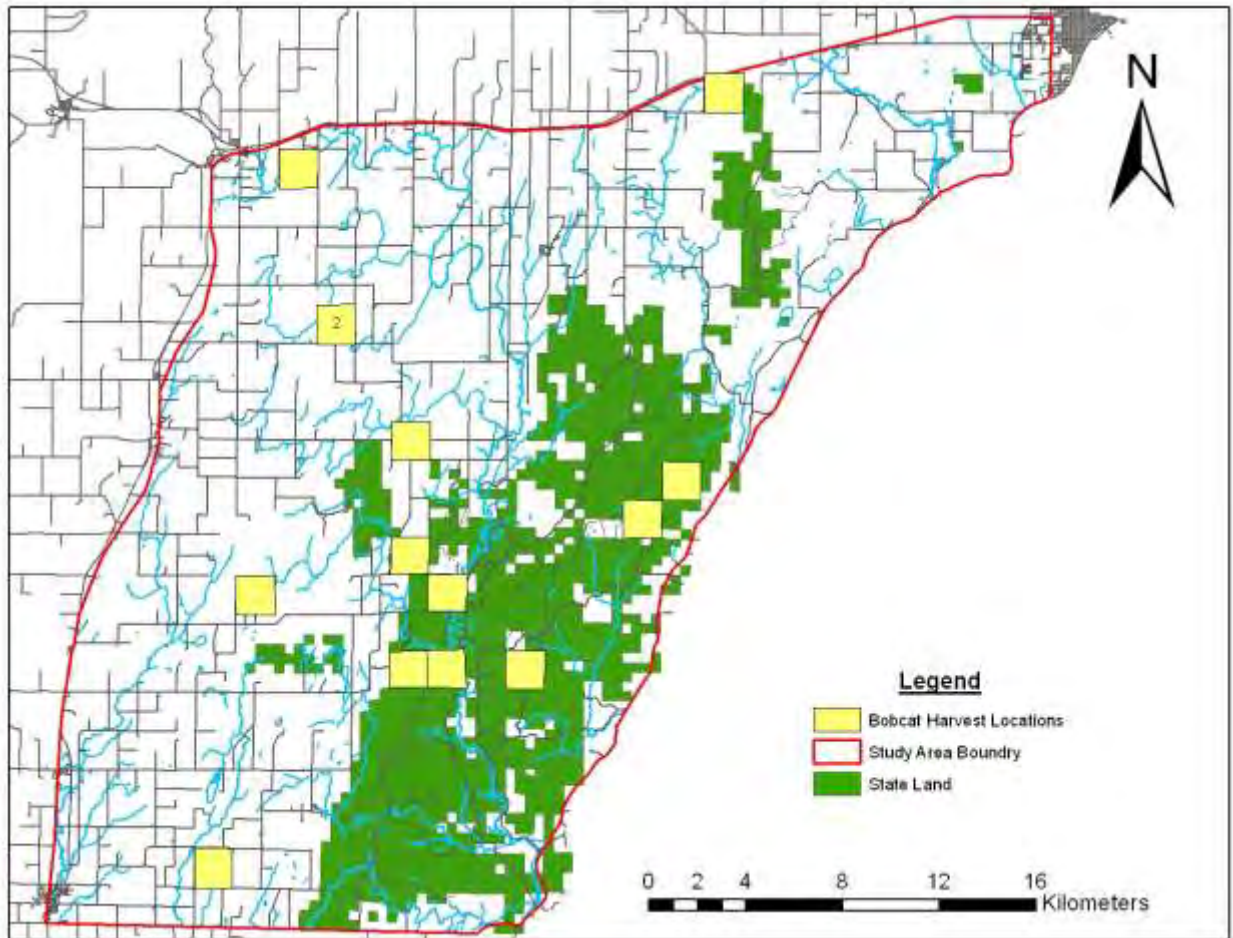 N
2
Legend
Bobcat Harvest Locations
Study Area Boundry
State Land
0 2 4 8 12 16
Kilometers